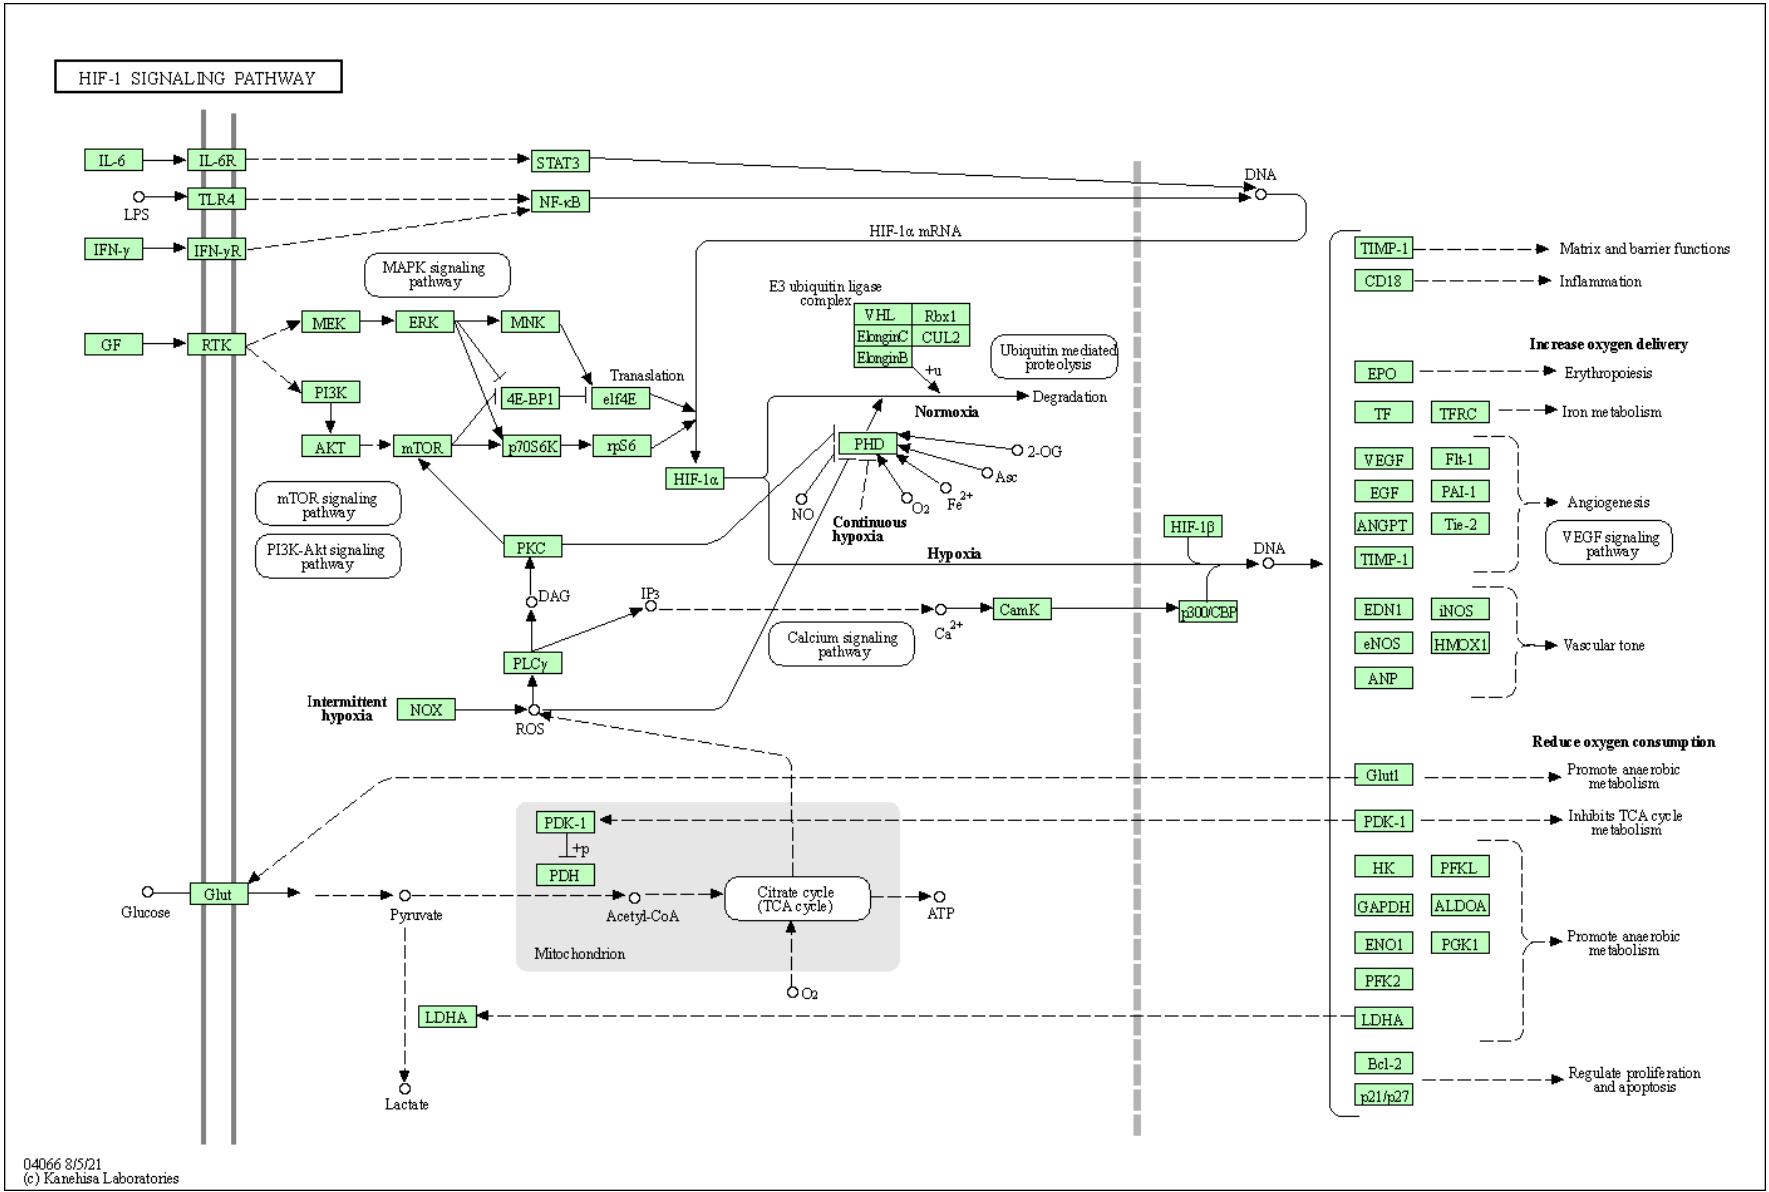 HIF-1 SIGNALING PATHWAY
IL-6
IL-6R
STAT3
DNA
LPS
TLR4
NF-κB
IFN-γ
IFN-γR
HIF-1α mRNA
MAPK signaling
pathway
GF
RTK
MEK
ERK
MNK
PI3K
4E-BP1
Tranaslation
elf4E
AKT
mTOR
p70S6K
rpS6
HIF-1α
E3 ubiquitin ligase
complex
VHL
Rbx1
ElonginC
CUL2
ElonginB
+u
Ubiquitin mediated
proteolysis
Normoxia
Degradation
PHD
2-OG
Asc
Fe2+
O2
NO
Continuous
hypoxia
Hypoxia
mTOR signaling
pathway
PI3K-Akt signaling
pathway
PKC
DAG
IP3
Ca2+
CamK
p300/CBP
HIF-1β
DNA
Calcium signaling
pathway
PLCγ
Intermittent
hypoxia
NOX
ROS
PDK-1
+p
PDH
Glucose
Glut
Pyruvate
Acetyl-CoA
Citrate cycle
(TCA cycle)
ATP
Mitochondrion
O2
LDHA
Lactate
TIMP-1
Matrix and barrier functions
CD18
Inflammation
Increase oxygen delivery
EPO
Erythropoiesis
TF
TFRC
Iron metabolism
VEGF
Flt-1
EGF
PAI-1
Angiogenesis
ANGPT
Tie-2
VEGF signaling
pathway
TIMP-1
EDN1
iNOS
eNOS
HMOX1
Vascular tone
ANP
Reduce oxygen consumption
Glut1
Promote anaerobic
metabolism
PDK-1
Inhibits TCA cycle
metabolism
HK
PFKL
GAPDH
ALDOA
ENO1
PGK1
Promote anaerobic
metabolism
PFK2
LDHA
Bcl-2
p21/p27
Regulate proliferation
and apoptosis
04066 8/5/21
(c) Kanehisa Laboratories